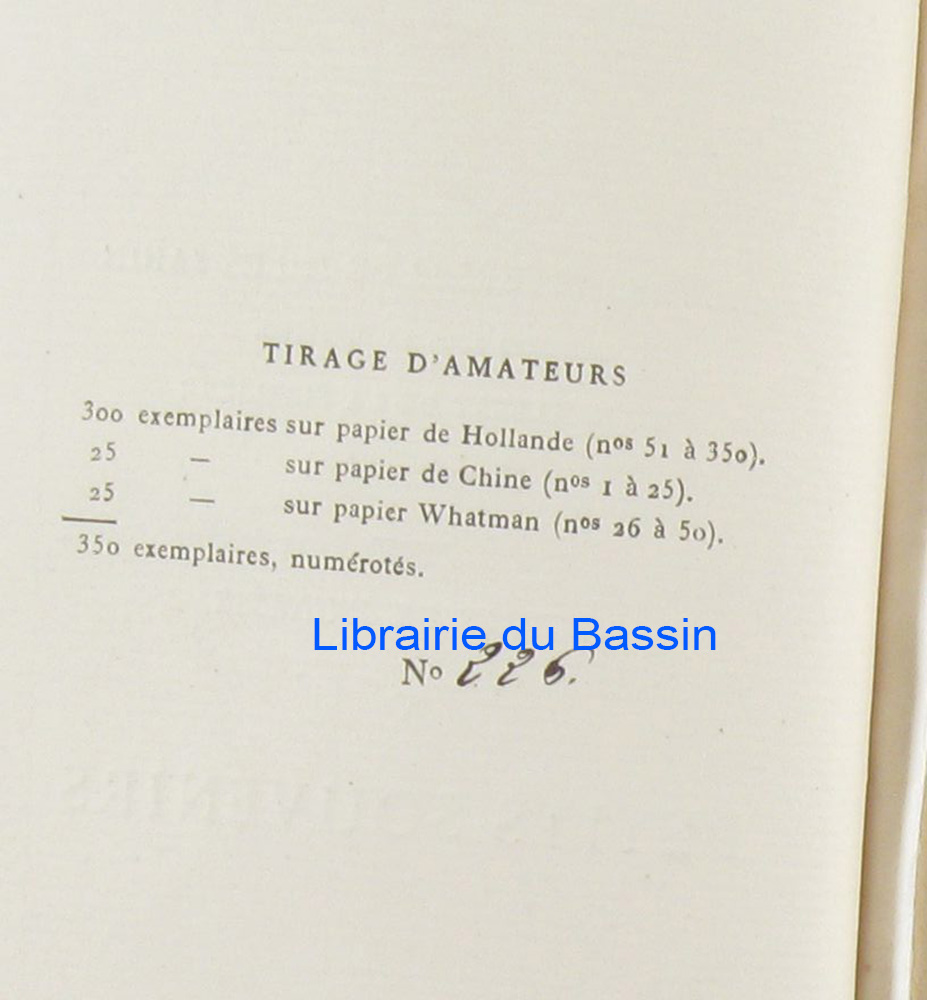 TIRAGE D'AMATEURS
300 exemplaires sur papier de Hollande (nos 51 à 350).
25 — sur papier de Chine (nos 1 à 25).
25 — sur papier Whatman (nos 26 à 50).
350 exemplaires, numérotés.
Librairie du Bassin
No 226.